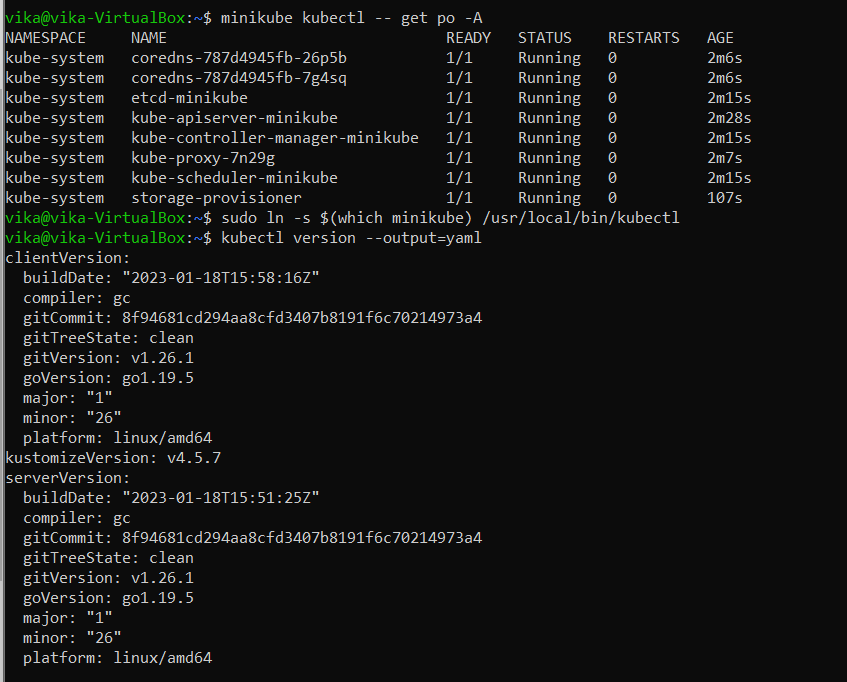 vika@vika-VirtualBox:~$ minikube kubectl -- get po -A
NAMESPACE     NAME                               READY   STATUS    RESTARTS   AGE
kube-system   coredns-787d4945fb-26p5b           1/1     Running   0          2m6s
kube-system   coredns-787d4945fb-7g4sq           1/1     Running   0          2m6s
kube-system   etcd-minikube                      1/1     Running   0          2m15s
kube-system   kube-apiserver-minikube            1/1     Running   0          2m28s
kube-system   kube-controller-manager-minikube   1/1     Running   0          2m15s
kube-system   kube-proxy-7n29g                   1/1     Running   0          2m7s
kube-system   kube-scheduler-minikube            1/1     Running   0          2m15s
kube-system   storage-provisioner                1/1     Running   0          107s
vika@vika-VirtualBox:~$ sudo ln -s $(which minikube) /usr/local/bin/kubectl
vika@vika-VirtualBox:~$ kubectl version --output=yaml
clientVersion:
  buildDate: "2023-01-18T15:58:16Z"
  compiler: gc
  gitCommit: 8f94681cd294aa8cfd3407b8191f6c70214973a4
  gitTreeState: clean
  gitVersion: v1.26.1
  goVersion: go1.19.5
  major: "1"
  minor: "26"
  platform: linux/amd64
kustomizeVersion: v4.5.7
serverVersion:
  buildDate: "2023-01-18T15:51:25Z"
  compiler: gc
  gitCommit: 8f94681cd294aa8cfd3407b8191f6c70214973a4
  gitTreeState: clean
  gitVersion: v1.26.1
  goVersion: go1.19.5
  major: "1"
  minor: "26"
  platform: linux/amd64